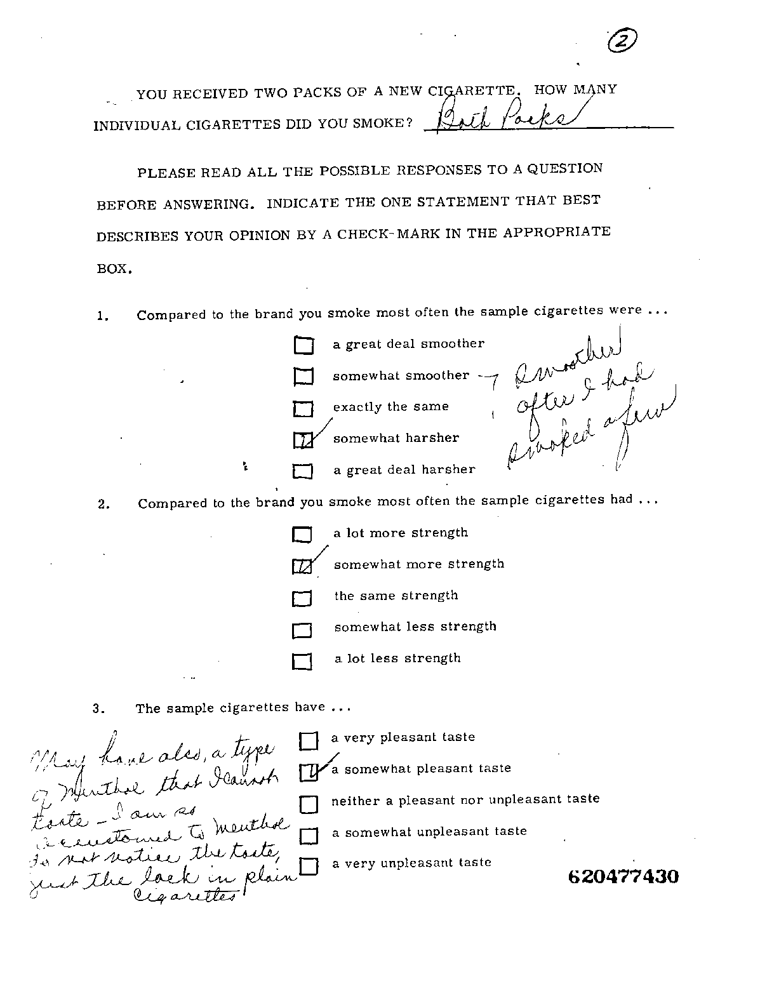 2
YOU RECEIVED TWO PACKS OF A NEW CIGARETTE. HOW MANY
INDIVIDUAL CIGARETTES DID YOU SMOKE? Both Packs
PLEASE READ ALL THE POSSIBLE RESPONSES TO A QUESTION
BEFORE ANSWERING. INDICATE THE ONE STATEMENT THAT BEST
DESCRIBES YOUR OPINION BY A CHECK-MARK IN THE APPROPRIATE
BOX.
1. Compared to the brand you smoke most often the sample cigarettes were ...
a great deal smoother
somewhat smoother
exactly the same
somewhat harsher
a great deal harsher
smoother
after I had
smoked a few
2. Compared to the brand you smoke most often the sample cigarettes had ...
a lot more strength
somewhat more strength
the same strength
somewhat less strength
a lot less strength
3. The sample cigarettes have ...
a very pleasant taste
a somewhat pleasant taste
neither a pleasant nor unpleasant taste
a somewhat unpleasant taste
a very unpleasant taste
May have also, a type
of Menthol that I cannot
taste - I am so
accustomed to Menthol
do not notice the taste,
just the lack in plain
cigarettes
620477430